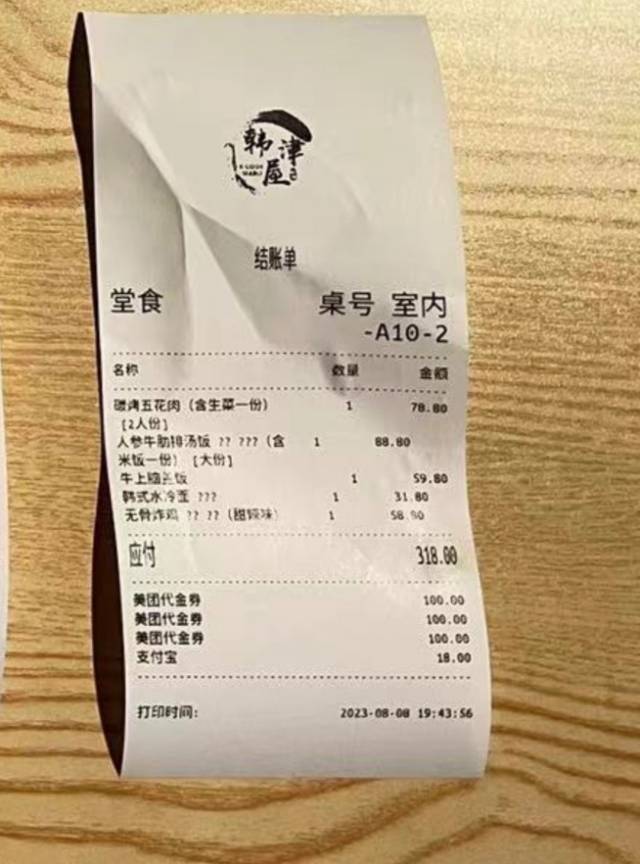 韩津屋
结账单
堂食 桌号 室内
-A10-2
名称 数量 金额
碳烤五花肉（含生菜一份） 1 78.80
[2人份]
人参牛肋排汤饭 ?? ???（含 1 88.80
米饭一份） [大份]
牛上脑盖饭 1 59.80
韩式水冷面 ??? 1 31.80
无骨炸鸡 ?? ??（甜辣味） 1 58.80
应付 318.00
美团代金券 100.00
美团代金券 100.00
美团代金券 100.00
支付宝 18.00
打印时间: 2023-08-08 19:43:56